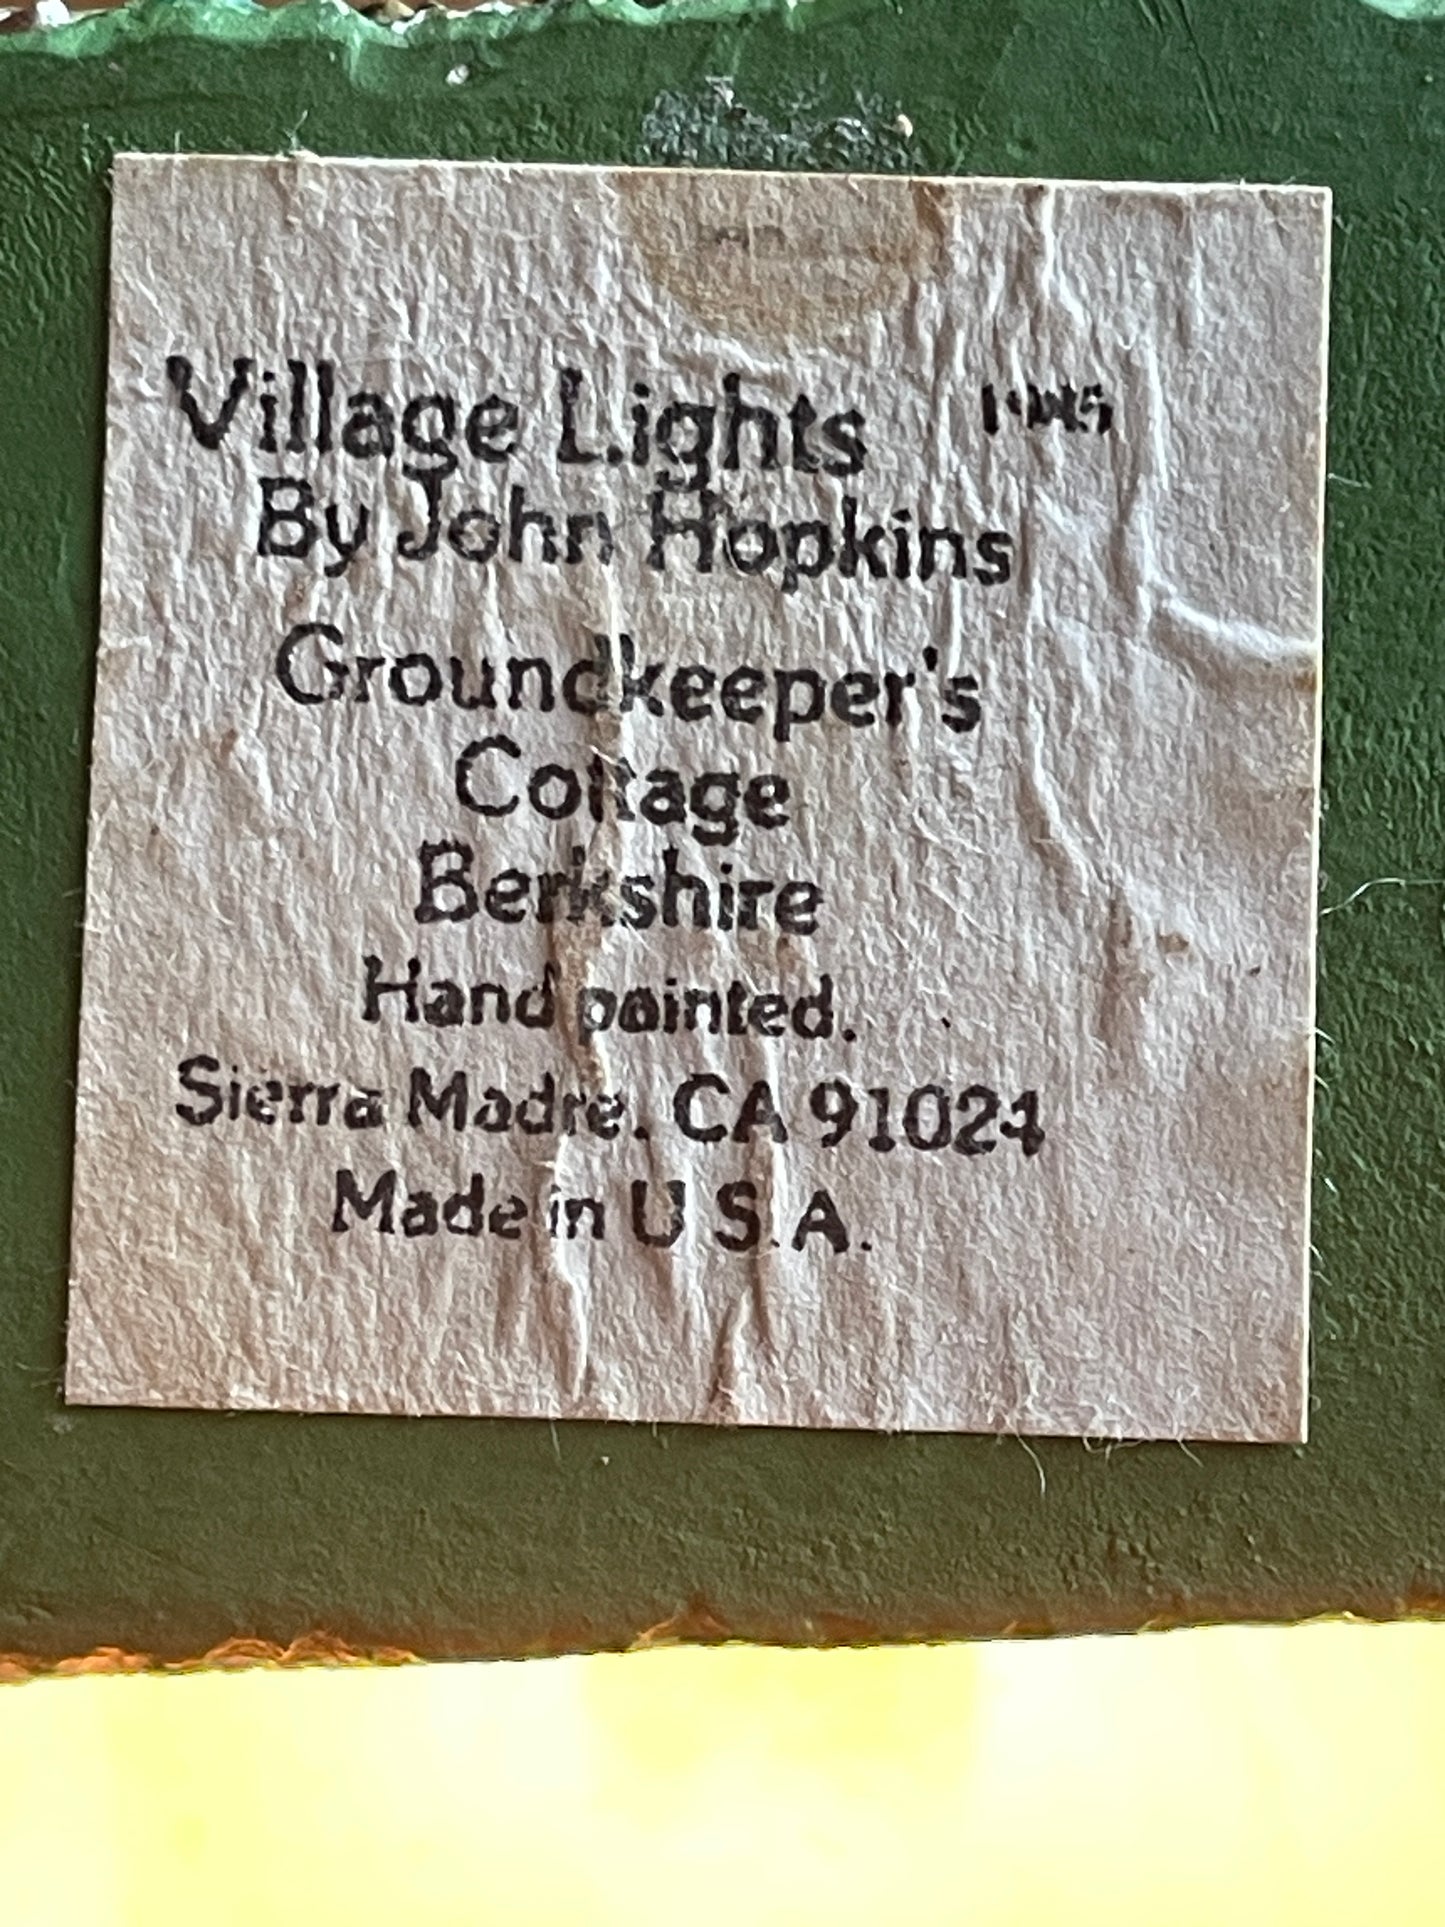 Village Lights
By John Hopkins
Groundkeeper's
Cottage
Berkshire
Hand painted.
Sierra Madre. CA 91024
Made in U.S.A.